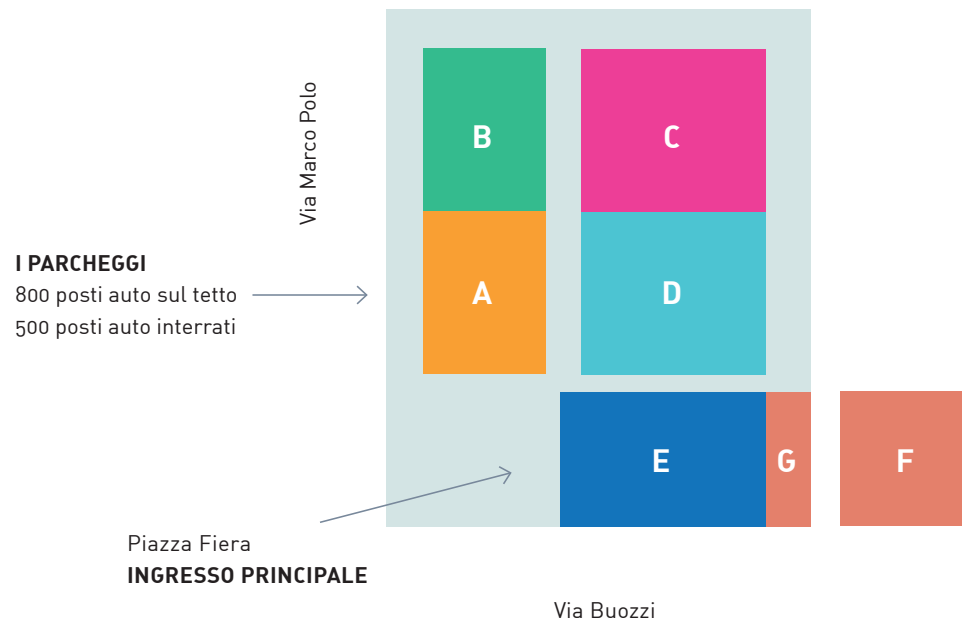 Via Marco Polo
B
C
I PARCHEGGI
800 posti auto sul tetto
500 posti auto interrati
A
D
E
G
F
Piazza Fiera
INGRESSO PRINCIPALE
Via Buozzi